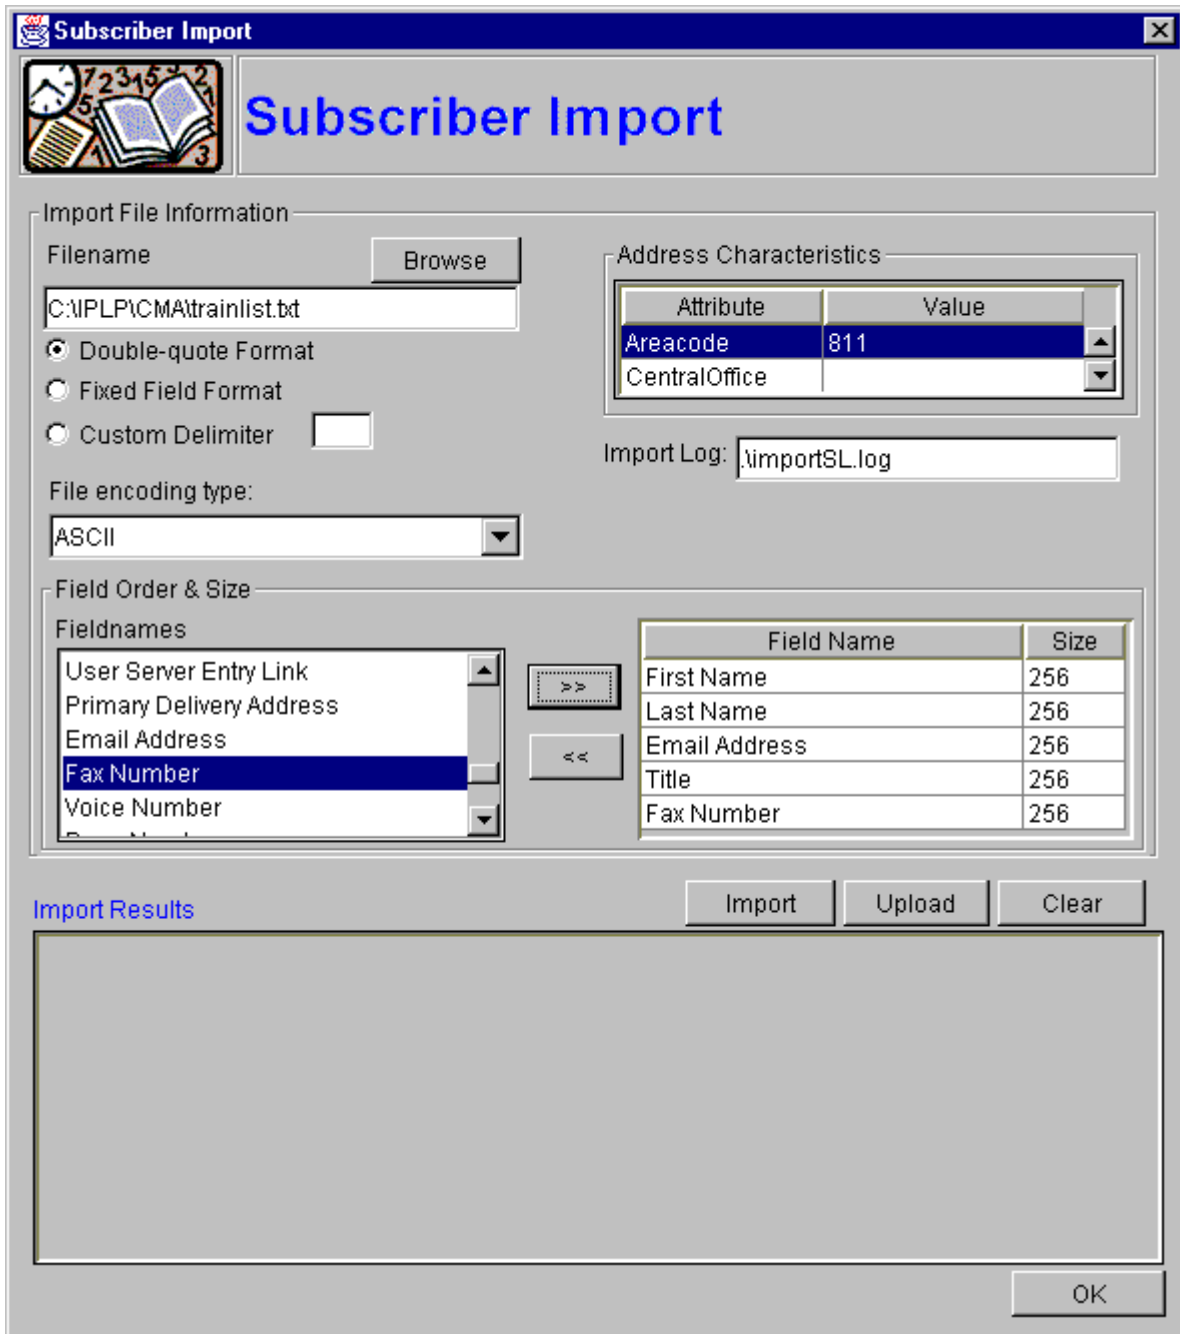 Subscriber Import
Subscriber Import
Import File Information
Filename
Browse
C:\IPLP\CMA\trainlist.txt
Double-quote Format
Fixed Field Format
Custom Delimiter
File encoding type:
ASCII
Address Characteristics
Attribute Value
Areacode 811
CentralOffice
Import Log: .\importSL.log
Field Order & Size
Fieldnames
User Server Entry Link
Primary Delivery Address
Email Address
Fax Number
Voice Number
>>
<<
Field Name Size
First Name 256
Last Name 256
Email Address 256
Title 256
Fax Number 256
Import Results
Import Upload Clear
OK